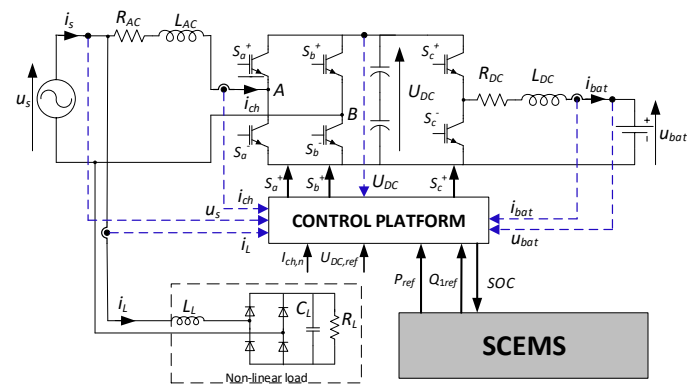 i_s
R_AC
L_AC
S_a^+
S_b^+
S_c^+
R_DC
L_DC
i_bat
A
i_ch
U_DC
u_s
B
S_a^-
S_b^-
S_c^-
u_bat
+
S_a^+
S_b^+
U_DC
S_c^+
i_ch
u_s
i_L
CONTROL PLATFORM
i_bat
u_bat
I_ch,n
U_DC,ref
P_ref
Q_1ref
SOC
i_L
L_L
C_L
R_L
Non-linear load
SCEMS